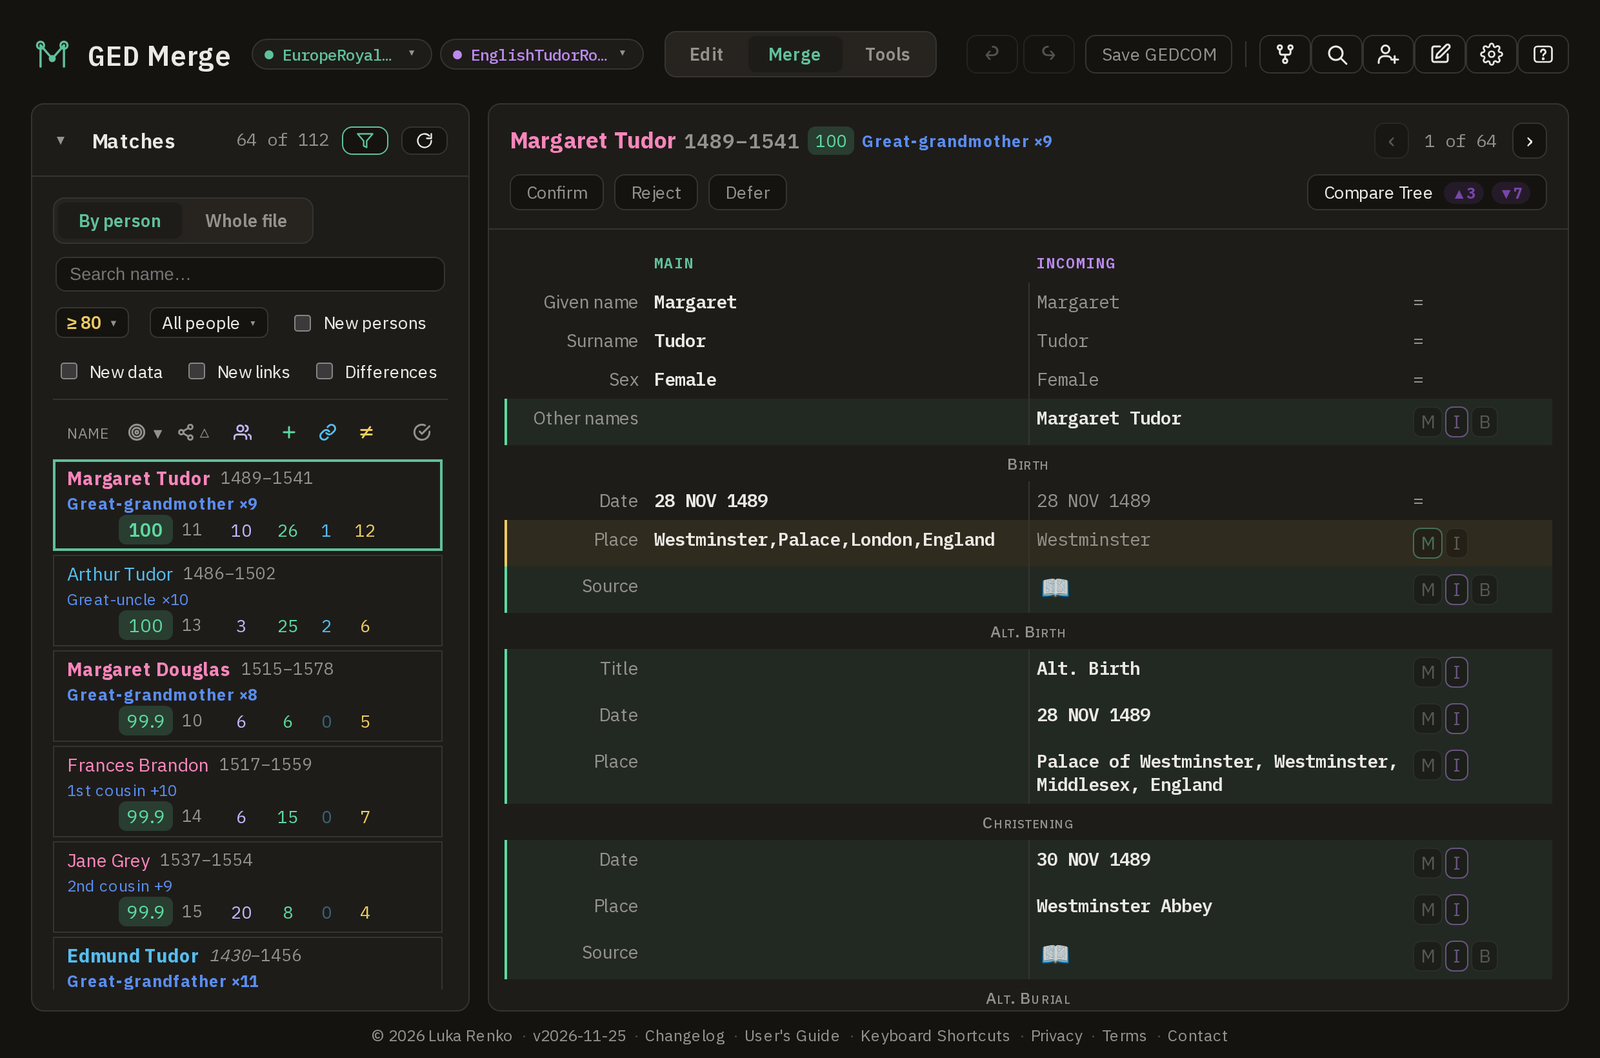 GED Merge
EuropeRoyal... ▾
EnglishTudorRo... ▾
Edit Merge Tools
Save GEDCOM
▼ Matches 64 of 112
By person Whole file
Search name...
≥ 80 ▾ All people ▾ New persons
New data New links Differences
NAME ▼ △ + ≠
Margaret Tudor 1489–1541
Great-grandmother ×9
100 11 10 26 1 12
Arthur Tudor 1486–1502
Great-uncle ×10
100 13 3 25 2 6
Margaret Douglas 1515–1578
Great-grandmother ×8
99.9 10 6 6 0 5
Frances Brandon 1517–1559
1st cousin +10
99.9 14 6 15 0 7
Jane Grey 1537–1554
2nd cousin +9
99.9 15 20 8 0 4
Edmund Tudor 1430–1456
Great-grandfather ×11
Margaret Tudor 1489–1541 100 Great-grandmother ×9
‹ 1 of 64 ›
Confirm Reject Defer
Compare Tree ▲3 ▼7
MAIN INCOMING
Given name Margaret Margaret =
Surname Tudor Tudor =
Sex Female Female =
Other names Margaret Tudor M I B
BIRTH
Date 28 NOV 1489 28 NOV 1489 =
Place Westminster,Palace,London,England Westminster M I
Source M I B
ALT. BIRTH
Title Alt. Birth M I
Date 28 NOV 1489 M I
Place Palace of Westminster, Westminster, M I
Middlesex, England
CHRISTENING
Date 30 NOV 1489 M I
Place Westminster Abbey M I
Source M I B
ALT. BURIAL
© 2026 Luka Renko · v2026-11-25 · Changelog · User's Guide · Keyboard Shortcuts · Privacy · Terms · Contact